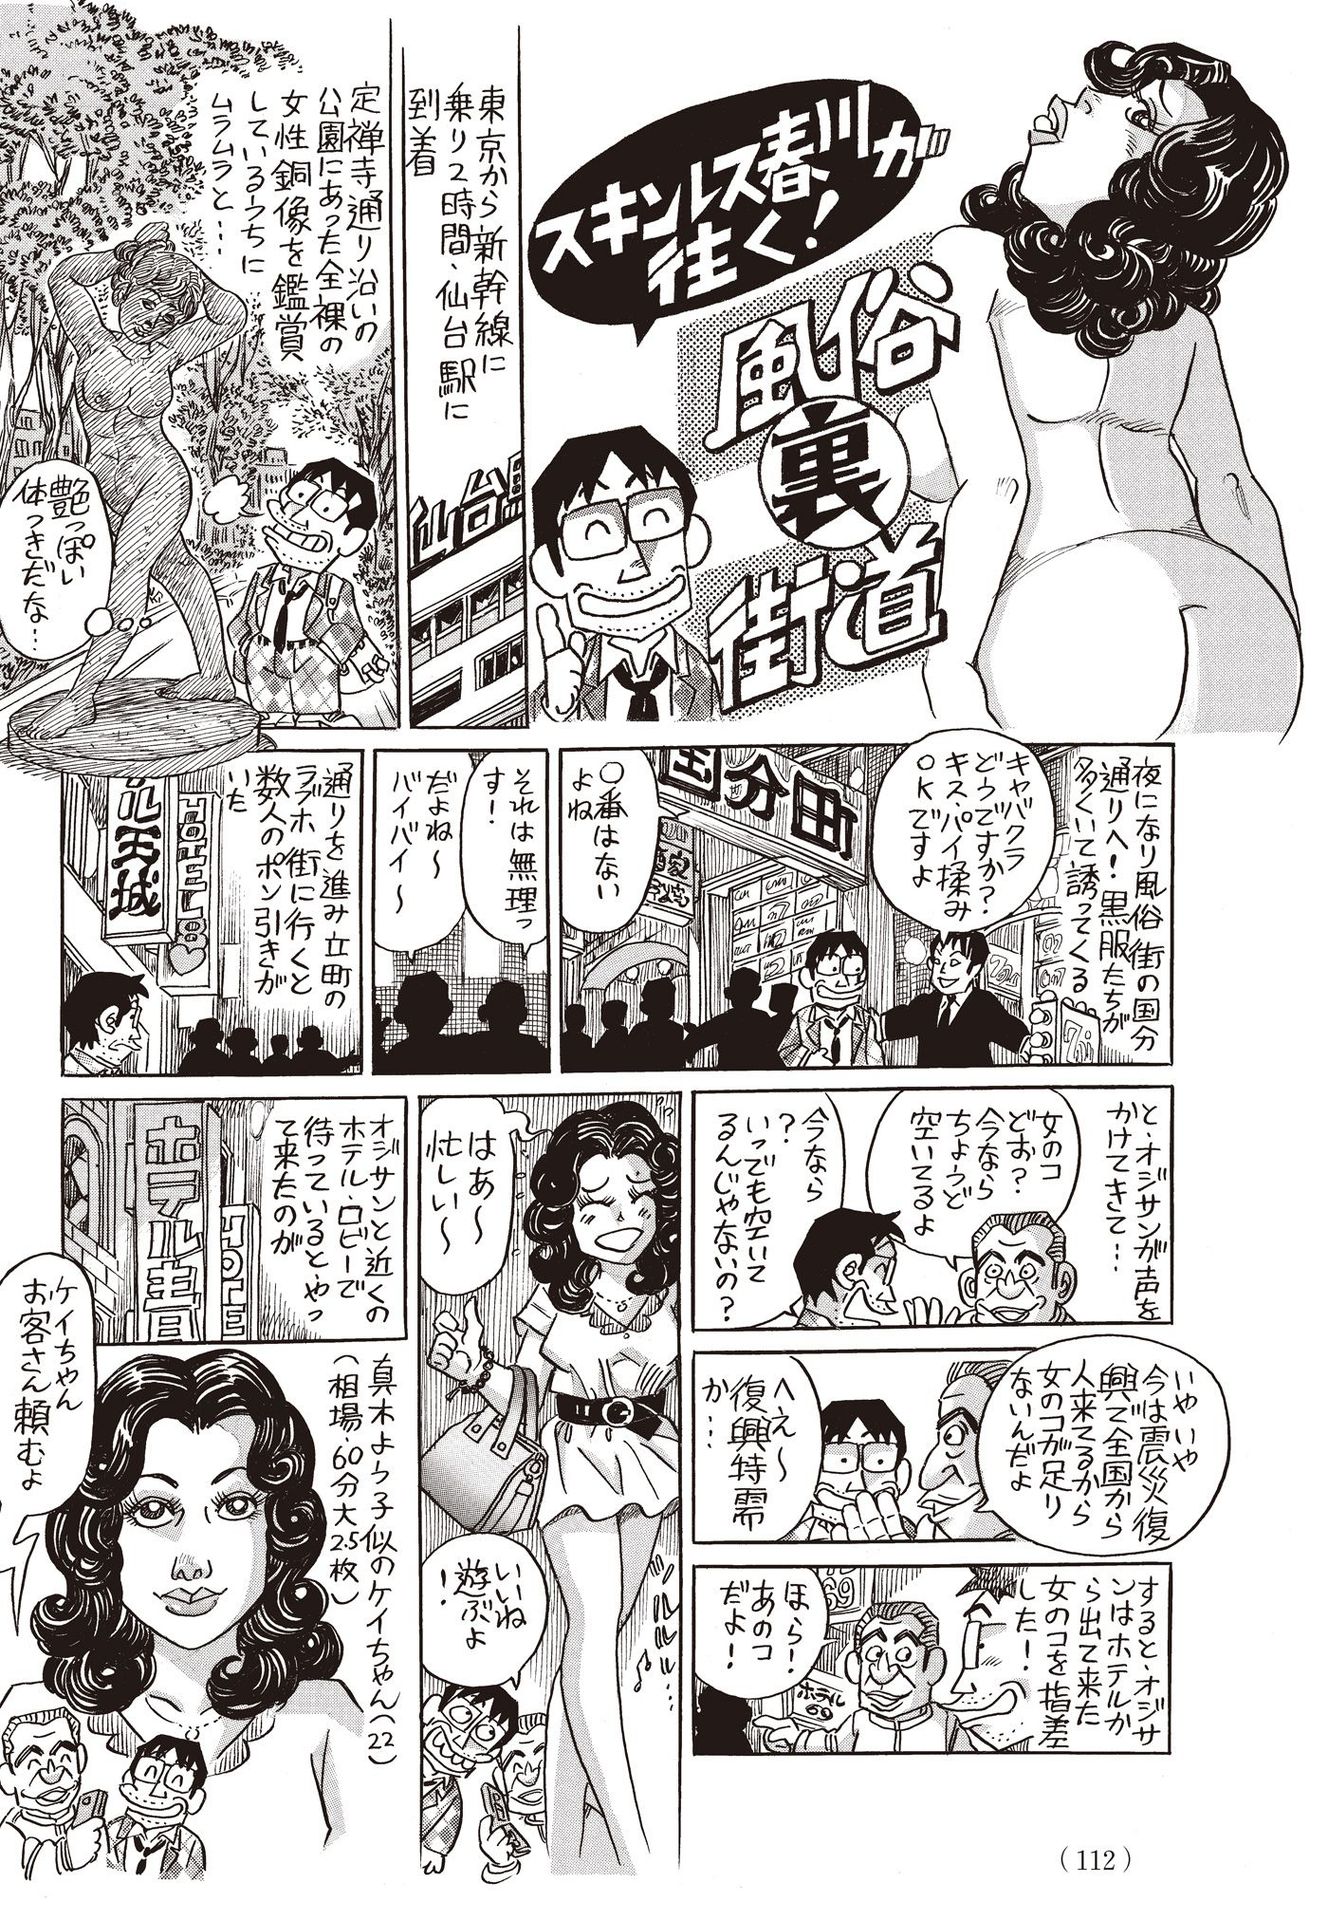 スキンレス春川が
往く!
風俗
裏
街道
東京から新幹線に
乗り2時間、仙台駅に
到着
仙台駅
定禅寺通り沿いの
公園にあった全裸の
女性銅像を鑑賞
しているうちに
ムラムラと…
艶っぽい
体つきだな…
夜になり風俗街の国分
通りへ!黒服たちが
多くいて誘ってくる
キャバクラ
どぅですか?
キス、パイ揉み
OKですよ
国分町
〇番はない
よね
それは無理っ
す!
だよね〜
バイバイ〜
通りを進み立町の
ラブホ街に行くと
数人のポン引きが
いた
HOTEL
天城
と、オジサンが声を
かけてきて…
女のコ
どお?
今なら
ちょうど
空いてるよ
今なら
?
いつでも空いて
るんじゃないの?
いやいや
今は震災復
興で全国から
人来てるから
女のコが足り
ないんだよ
へえ〜
復興特需
か…
すると、オジサ
ンはホテルか
ら出て来た
女のコを指差
した!
ほら!
あのコ
だよ!
ホテル
69
はあ〜
忙しい〜
いいね
遊ぶよ
!
オジサンと近くの
ホテル・ロビーで
待っているとやっ
て来たのが
ホテル
HOTE
真木よう子似のケイちゃん(22)
(相場・60分大2.5枚)
ケイちゃん
お客さん頼むよ
(112)